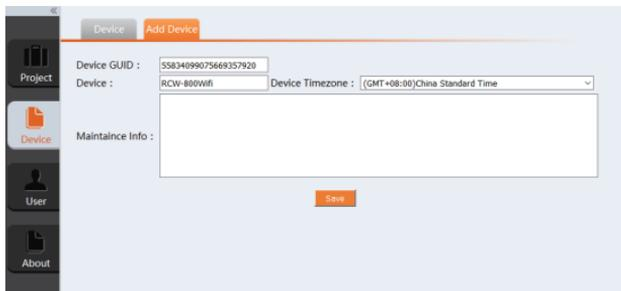 «
Device Add Device
Project
Device GUID : 55834099075669357920
Device : RCW-800Wifi Device Timezone : (GMT+08:00)China Standard Time
Device
Maintaince Info :
User
Save
About